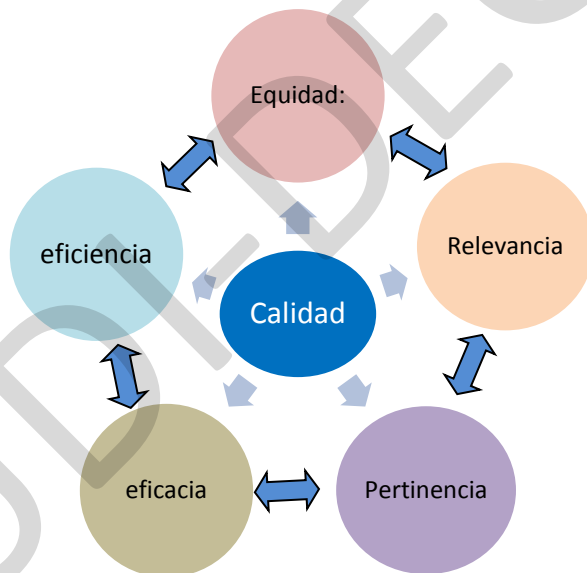 Equidad:
eficiencia
Relevancia
Calidad
eficacia
Pertinencia